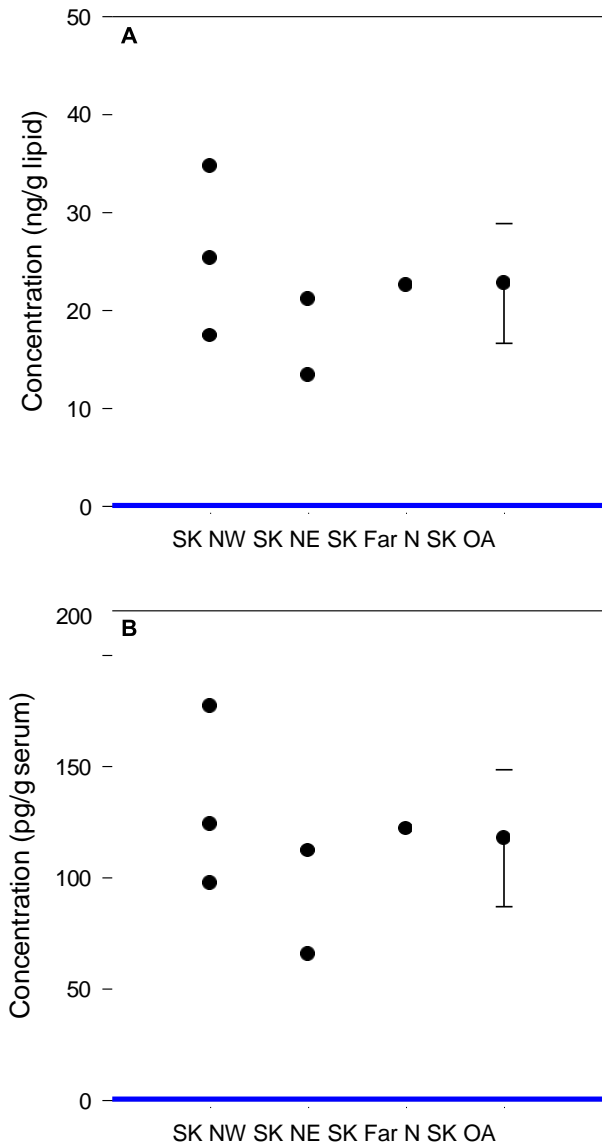 50
A
40
30
20
10
0
Concentration (ng/g lipid)
SK NW SK NE SK Far N SK OA
200
B
150
100
50
0
Concentration (pg/g serum)
SK NW SK NE SK Far N SK OA